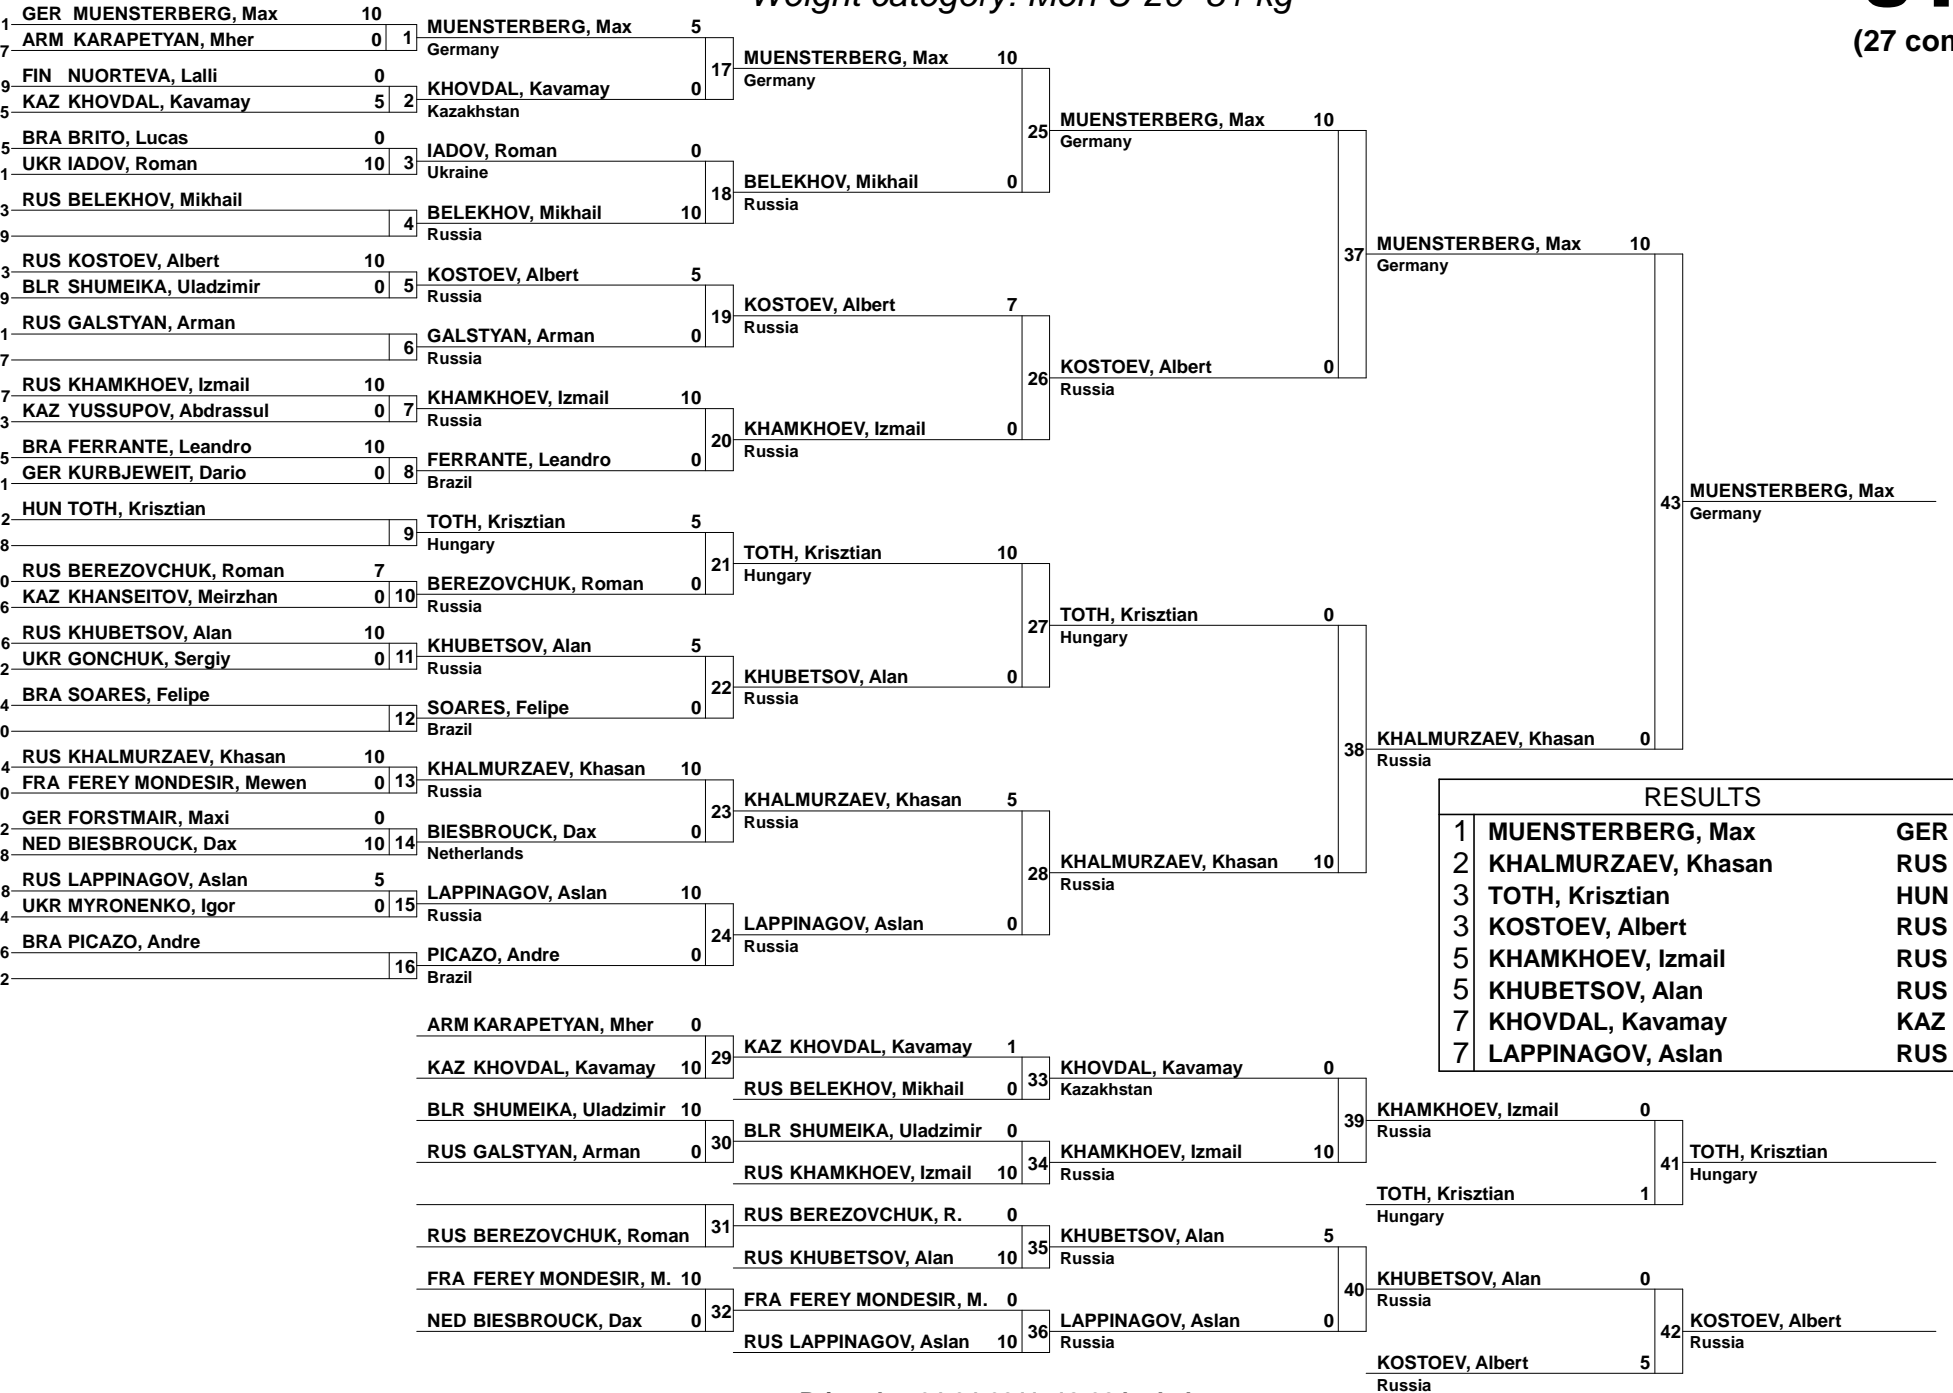 Weight category: Men U-20 -81 kg
(27 com
1 GER MUENSTERBERG, Max 10
7 ARM KARAPETYAN, Mher 0 1
9 FIN NUORTEVA, Lalli 0
5 KAZ KHOVDAL, Kavamay 5 2
5 BRA BRITO, Lucas 0
1 UKR IADOV, Roman 10 3
3 RUS BELEKHOV, Mikhail
9 4
3 RUS KOSTOEV, Albert 10
9 BLR SHUMEIKA, Uladzimir 0 5
1 RUS GALSTYAN, Arman
7 6
7 RUS KHAMKHOEV, Izmail 10
3 KAZ YUSSUPOV, Abdrassul 0 7
5 BRA FERRANTE, Leandro 10
1 GER KURBJEWEIT, Dario 0 8
2 HUN TOTH, Krisztian
8 9
0 RUS BEREZOVCHUK, Roman 7
6 KAZ KHANSEITOV, Meirzhan 0 10
6 RUS KHUBETSOV, Alan 10
2 UKR GONCHUK, Sergiy 0 11
4 BRA SOARES, Felipe
0 12
4 RUS KHALMURZAEV, Khasan 10
0 FRA FEREY MONDESIR, Mewen 0 13
2 GER FORSTMAIR, Maxi 0
8 NED BIESBROUCK, Dax 10 14
8 RUS LAPPINAGOV, Aslan 5
4 UKR MYRONENKO, Igor 0 15
6 BRA PICAZO, Andre
2 16
MUENSTERBERG, Max 5
Germany
17
KHOVDAL, Kavamay 0
Kazakhstan
IADOV, Roman 0
Ukraine
18
BELEKHOV, Mikhail 10
Russia
KOSTOEV, Albert 5
Russia
19
GALSTYAN, Arman 0
Russia
KHAMKHOEV, Izmail 10
Russia
20
FERRANTE, Leandro 0
Brazil
TOTH, Krisztian 5
Hungary
21
BEREZOVCHUK, Roman 0
Russia
KHUBETSOV, Alan 5
Russia
22
SOARES, Felipe 0
Brazil
KHALMURZAEV, Khasan 10
Russia
23
BIESBROUCK, Dax 0
Netherlands
LAPPINAGOV, Aslan 10
Russia
24
PICAZO, Andre 0
Brazil
MUENSTERBERG, Max 10
Germany
25
BELEKHOV, Mikhail 0
Russia
KOSTOEV, Albert 7
Russia
26
KHAMKHOEV, Izmail 0
Russia
TOTH, Krisztian 10
Hungary
27
KHUBETSOV, Alan 0
Russia
KHALMURZAEV, Khasan 5
Russia
28
LAPPINAGOV, Aslan 0
Russia
MUENSTERBERG, Max 10
Germany
37
KOSTOEV, Albert 0
Russia
TOTH, Krisztian 0
Hungary
38
KHALMURZAEV, Khasan 10
Russia
MUENSTERBERG, Max 10
Germany
43
KHALMURZAEV, Khasan 0
Russia
MUENSTERBERG, Max
Germany
RESULTS
1 MUENSTERBERG, Max GER
2 KHALMURZAEV, Khasan RUS
3 TOTH, Krisztian HUN
3 KOSTOEV, Albert RUS
5 KHAMKHOEV, Izmail RUS
5 KHUBETSOV, Alan RUS
7 KHOVDAL, Kavamay KAZ
7 LAPPINAGOV, Aslan RUS
ARM KARAPETYAN, Mher 0
29
KAZ KHOVDAL, Kavamay 10
BLR SHUMEIKA, Uladzimir 10
30
RUS GALSTYAN, Arman 0
31
RUS BEREZOVCHUK, Roman
FRA FEREY MONDESIR, M. 10
32
NED BIESBROUCK, Dax 0
KAZ KHOVDAL, Kavamay 1
33
RUS BELEKHOV, Mikhail 0
BLR SHUMEIKA, Uladzimir 0
34
RUS KHAMKHOEV, Izmail 10
RUS BEREZOVCHUK, R. 0
35
RUS KHUBETSOV, Alan 10
FRA FEREY MONDESIR, M. 0
36
RUS LAPPINAGOV, Aslan 10
KHOVDAL, Kavamay 0
Kazakhstan
39
KHAMKHOEV, Izmail 10
Russia
KHUBETSOV, Alan 5
Russia
40
LAPPINAGOV, Aslan 0
Russia
KHAMKHOEV, Izmail 0
Russia
41
TOTH, Krisztian 1
Hungary
KHUBETSOV, Alan 0
Russia
42
KOSTOEV, Albert 5
Russia
TOTH, Krisztian
Hungary
KOSTOEV, Albert
Russia